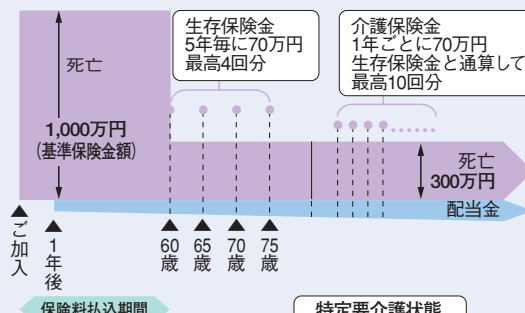 生存保険金
5年毎に70万円
最高4回分
介護保険金
1年ごとに70万円
生存保険金と通算して
最高10回分
死亡
1,000万円
(基準保険金額)
死亡
300万円
配当金
ご加入
1年後
60歳
65歳
70歳
75歳
保険料払込期間
特定要介護状態